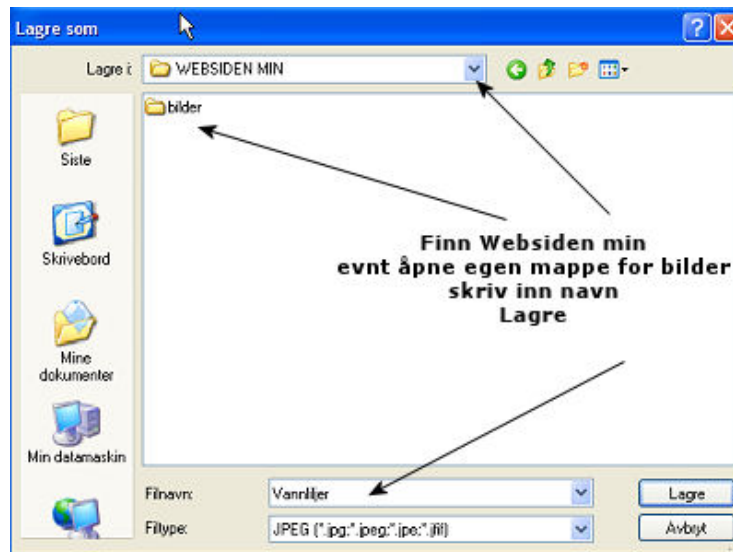 Lagre som
Lagre i:
WEBSIDEN MIN
bilder
Siste
Skrivebord
Mine
dokumenter
Min datamaskin
Finn Websiden min
evnt åpne egen mappe for bilder
skriv inn navn
Lagre
Filnavn:
Vannliljer
Lagre
Filtype:
JPEG (*.jpg;*.jpeg;*.jpe;*.jfif)
Avbryt